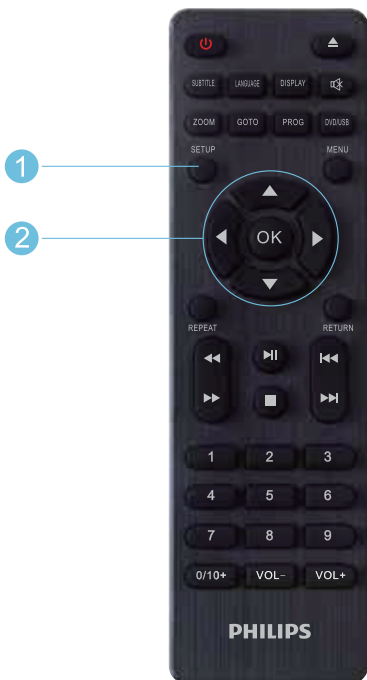 SUBTITLE LANGUAGE DISPLAY
ZOOM GOTO PROG DVD/USB
SETUP MENU
1
2
OK
REPEAT RETURN
1 2 3
4 5 6
7 8 9
0/10+ VOL- VOL+
PHILIPS